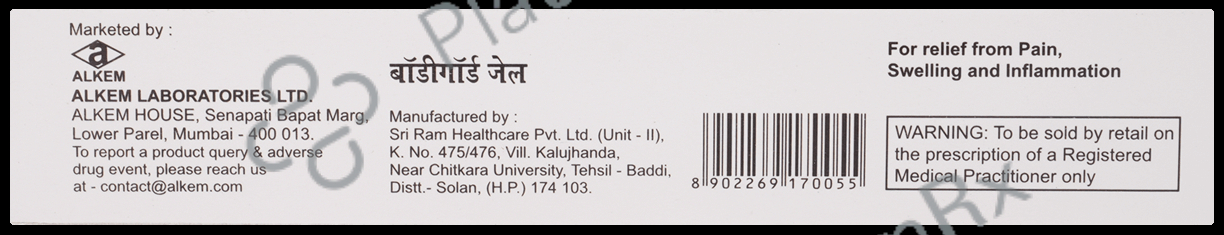 Marketed by :
a
ALKEM
ALKEM LABORATORIES LTD.
ALKEM HOUSE, Senapati Bapat Marg,
Lower Parel, Mumbai - 400 013.
To report a product query & adverse
drug event, please reach us
at - contact@alkem.com
बॉडीगॉर्ड जेल
Manufactured by :
Sri Ram Healthcare Pvt. Ltd. (Unit - II),
K. No. 475/476, Vill. Kalujhanda,
Near Chitkara University, Tehsil - Baddi,
Distt.- Solan, (H.P.) 174 103.
8 902269 170055
For relief from Pain,
Swelling and Inflammation
WARNING: To be sold by retail on
the prescription of a Registered
Medical Practitioner only